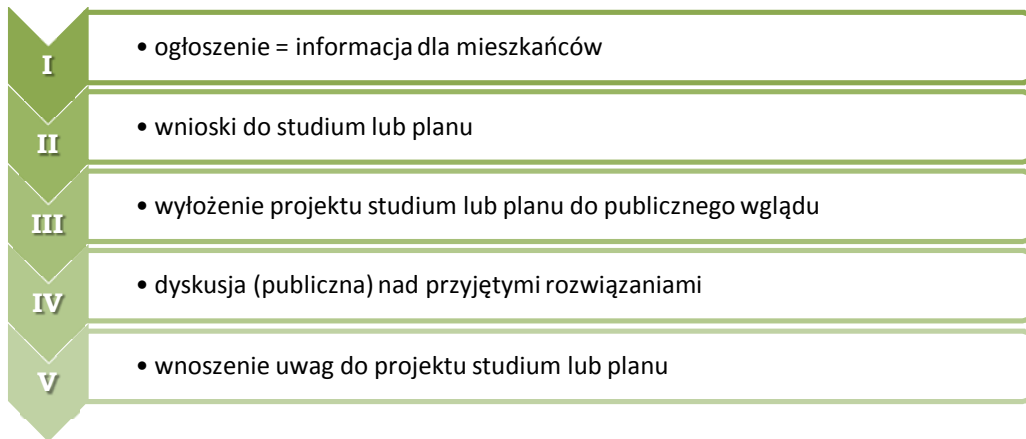 I
• ogłoszenie = informacja dla mieszkańców
II
• wnioski do studium lub planu
III
• wyłożenie projektu studium lub planu do publicznego wglądu
IV
• dyskusja (publiczna) nad przyjętymi rozwiązaniami
V
• wnoszenie uwag do projektu studium lub planu